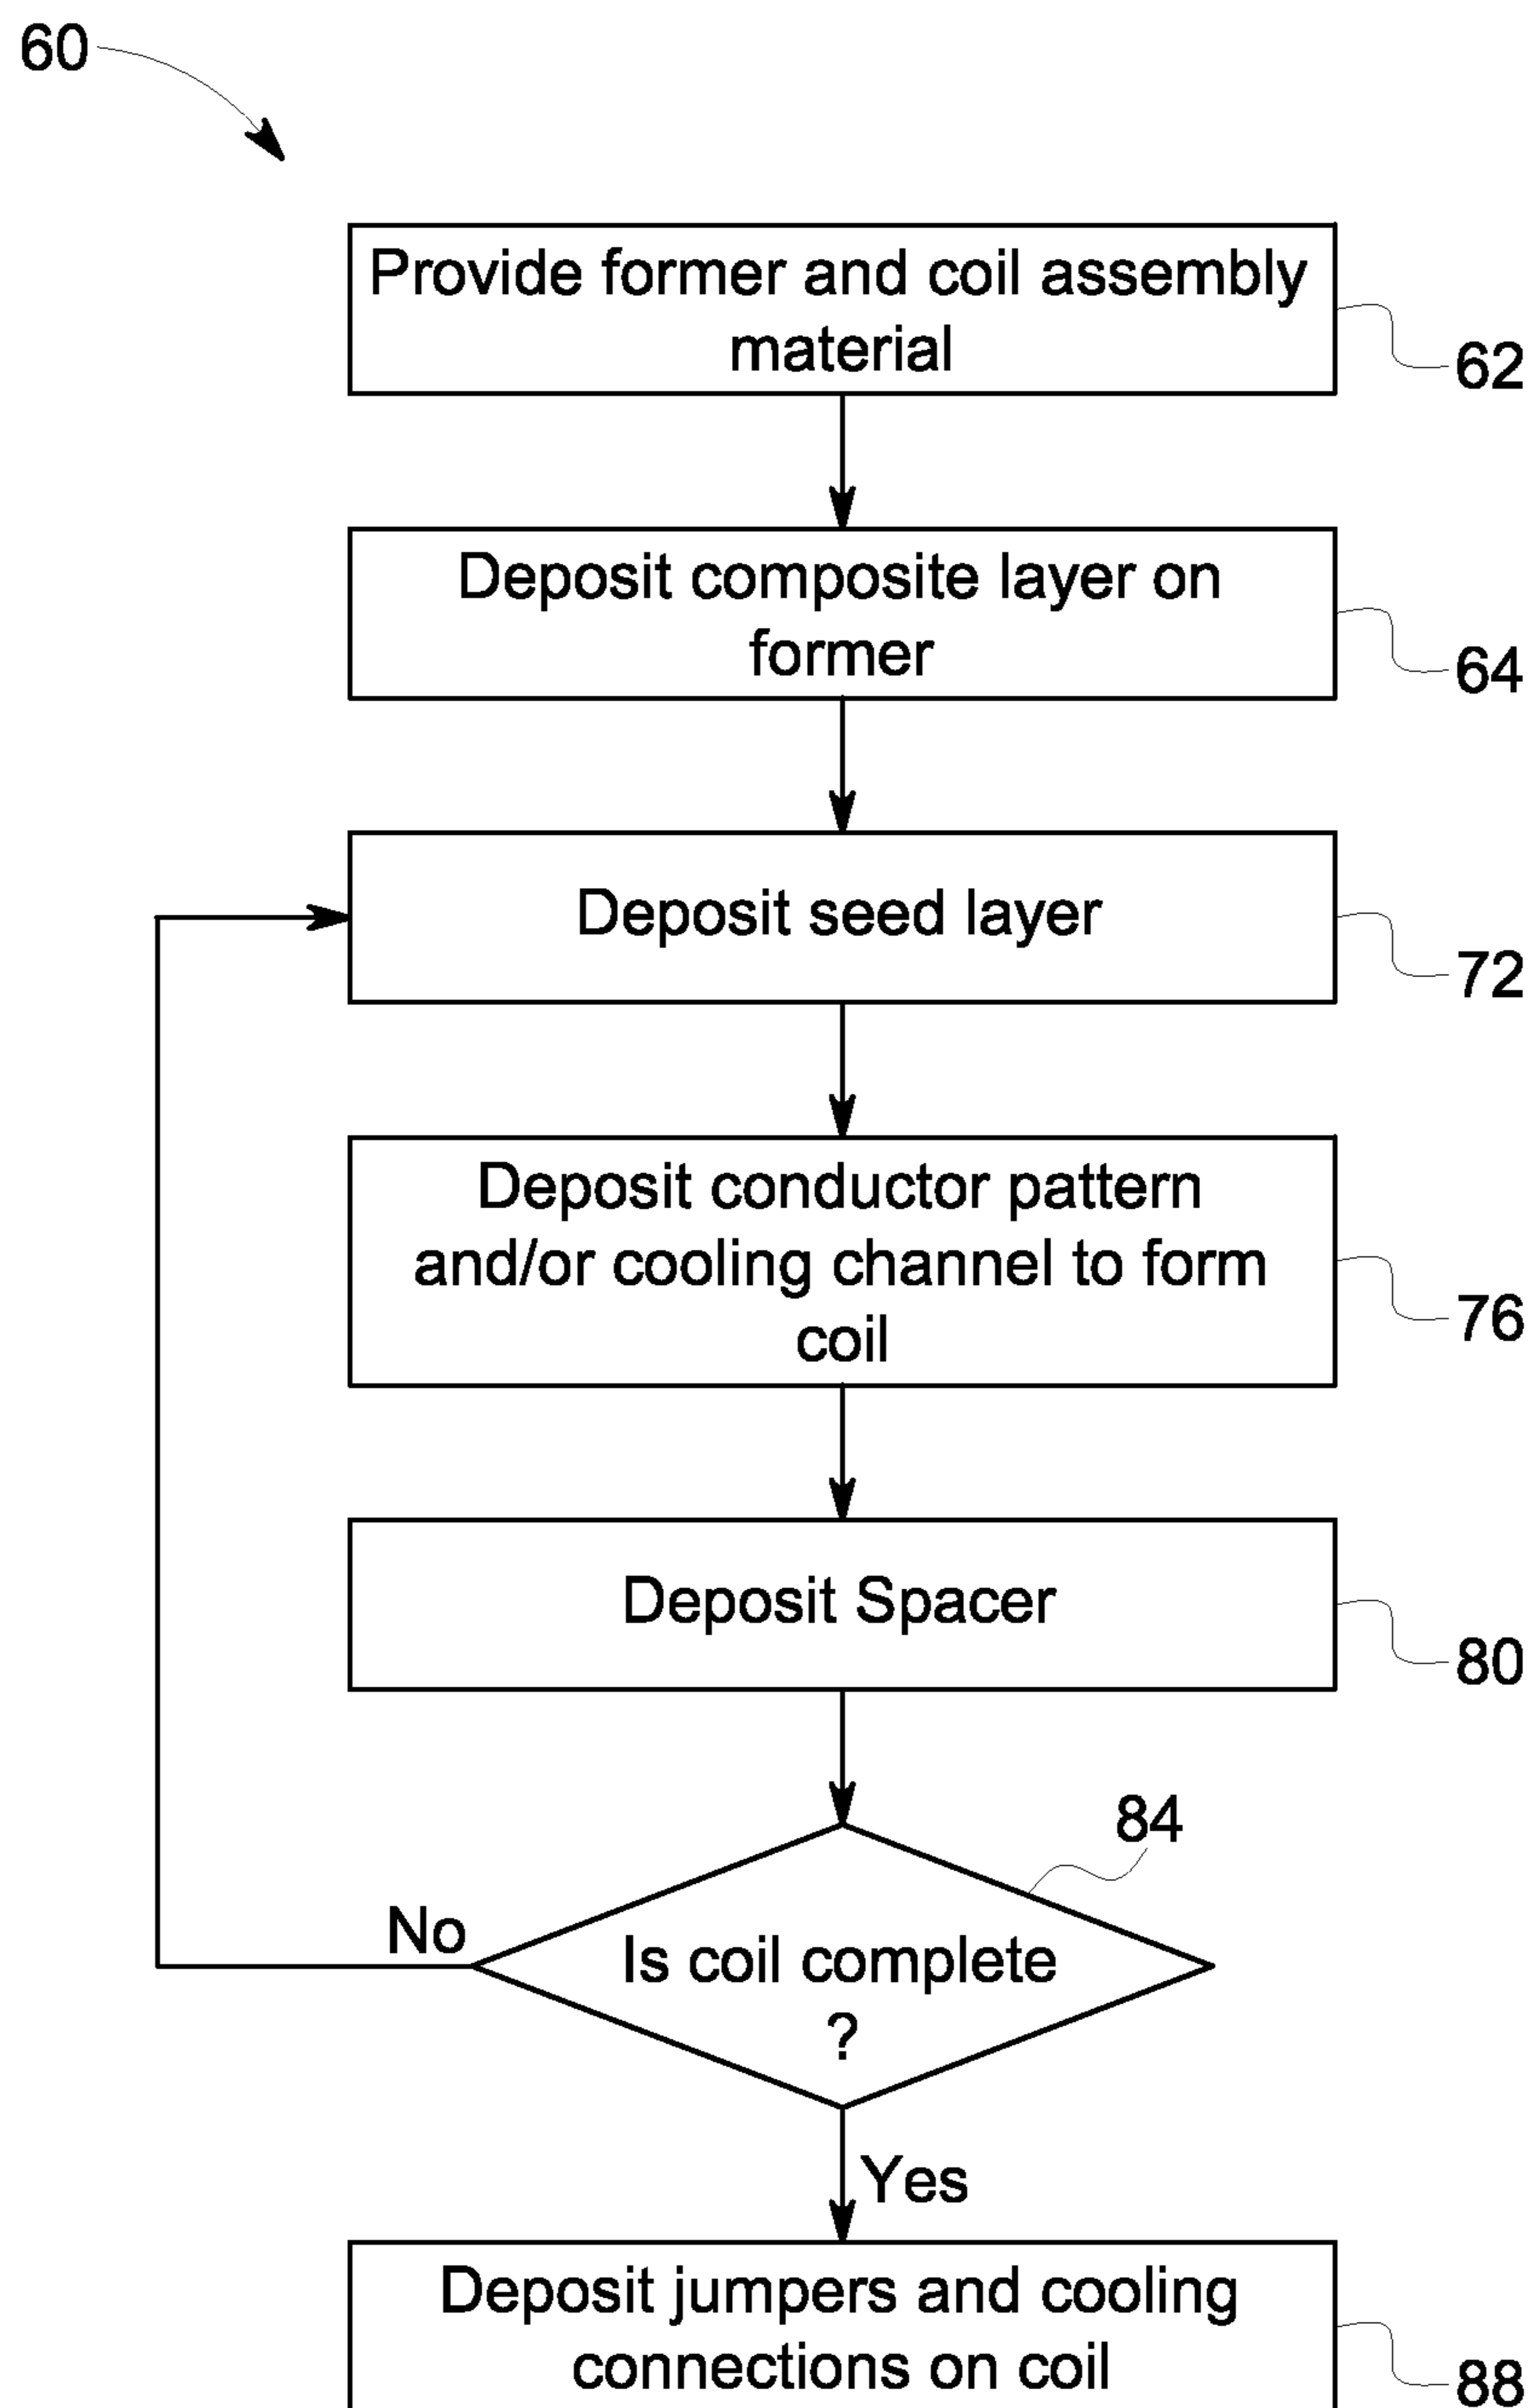 60
Provide former and coil assembly
material
62
Deposit composite layer on
former
64
Deposit seed layer
72
Deposit conductor pattern
and/or cooling channel to form
coil
76
Deposit Spacer
80
84
No
Is coil complete
?
Yes
Deposit jumpers and cooling
connections on coil
88